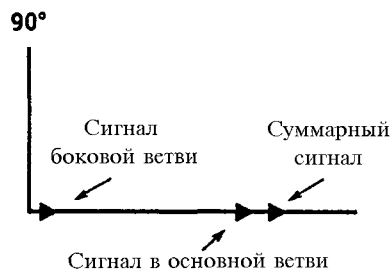 90°
Сигнал
боковой ветви
Суммарный
сигнал
Сигнал в основной ветви